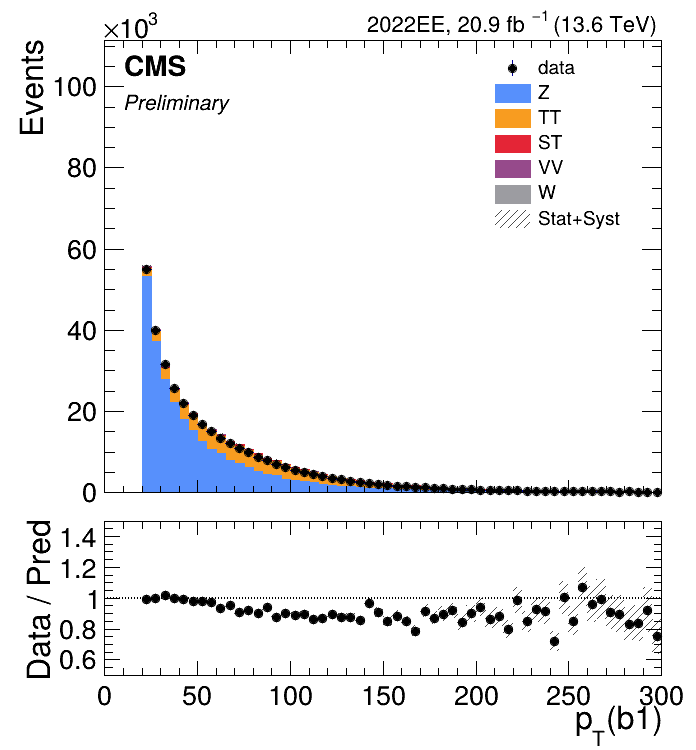 ×10³
2022EE, 20.9 fb⁻¹ (13.6 TeV)
CMS
Preliminary
Events
100
80
60
40
20
0
data
Z
TT
ST
VV
W
Stat+Syst
Data / Pred
1.4
1.2
1
0.8
0.6
0 50 100 150 200 250 300
p_T(b1)